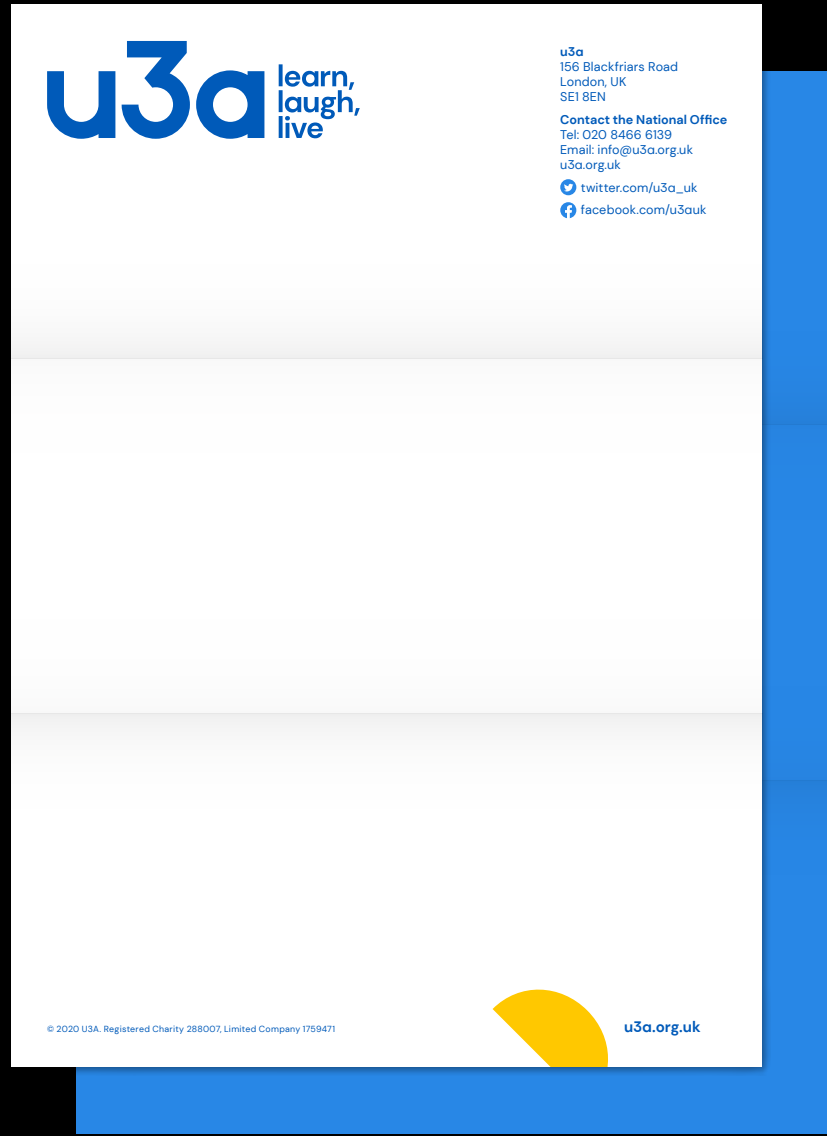 u3a
learn,
laugh,
live
u3a
156 Blackfriars Road
London, UK
SE1 8EN
Contact the National Office
Tel: 020 8466 6139
Email: info@u3a.org.uk
u3a.org.uk
twitter.com/u3a_uk
facebook.com/u3auk
© 2020 U3A. Registered Charity 288007, Limited Company 1759471
u3a.org.uk